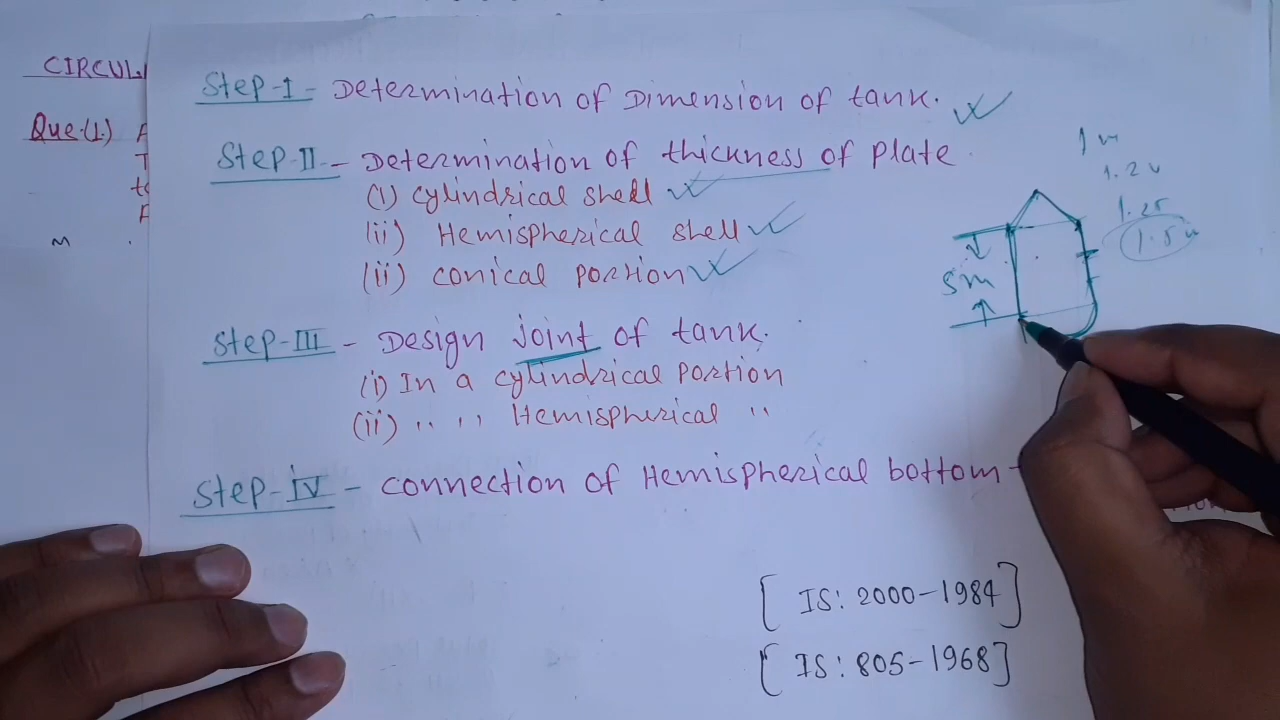 CIRCUL
Que.(1.) A
T
to
A
m .
Step-I - Determination of Dimension of tank.
Step-II - Determination of thickness of plate
(i) cylindrical shell
(ii) Hemispherical shell
(ii) conical portion
Step-III - Design joint of tank.
(i) In a cylindrical portion
(ii) " " Hemispherical "
Step-IV - Connection of Hemispherical bottom -
[ IS: 2000-1984 ]
[ IS: 805-1968 ]
1 m
1.2
1.25
1.5
5m